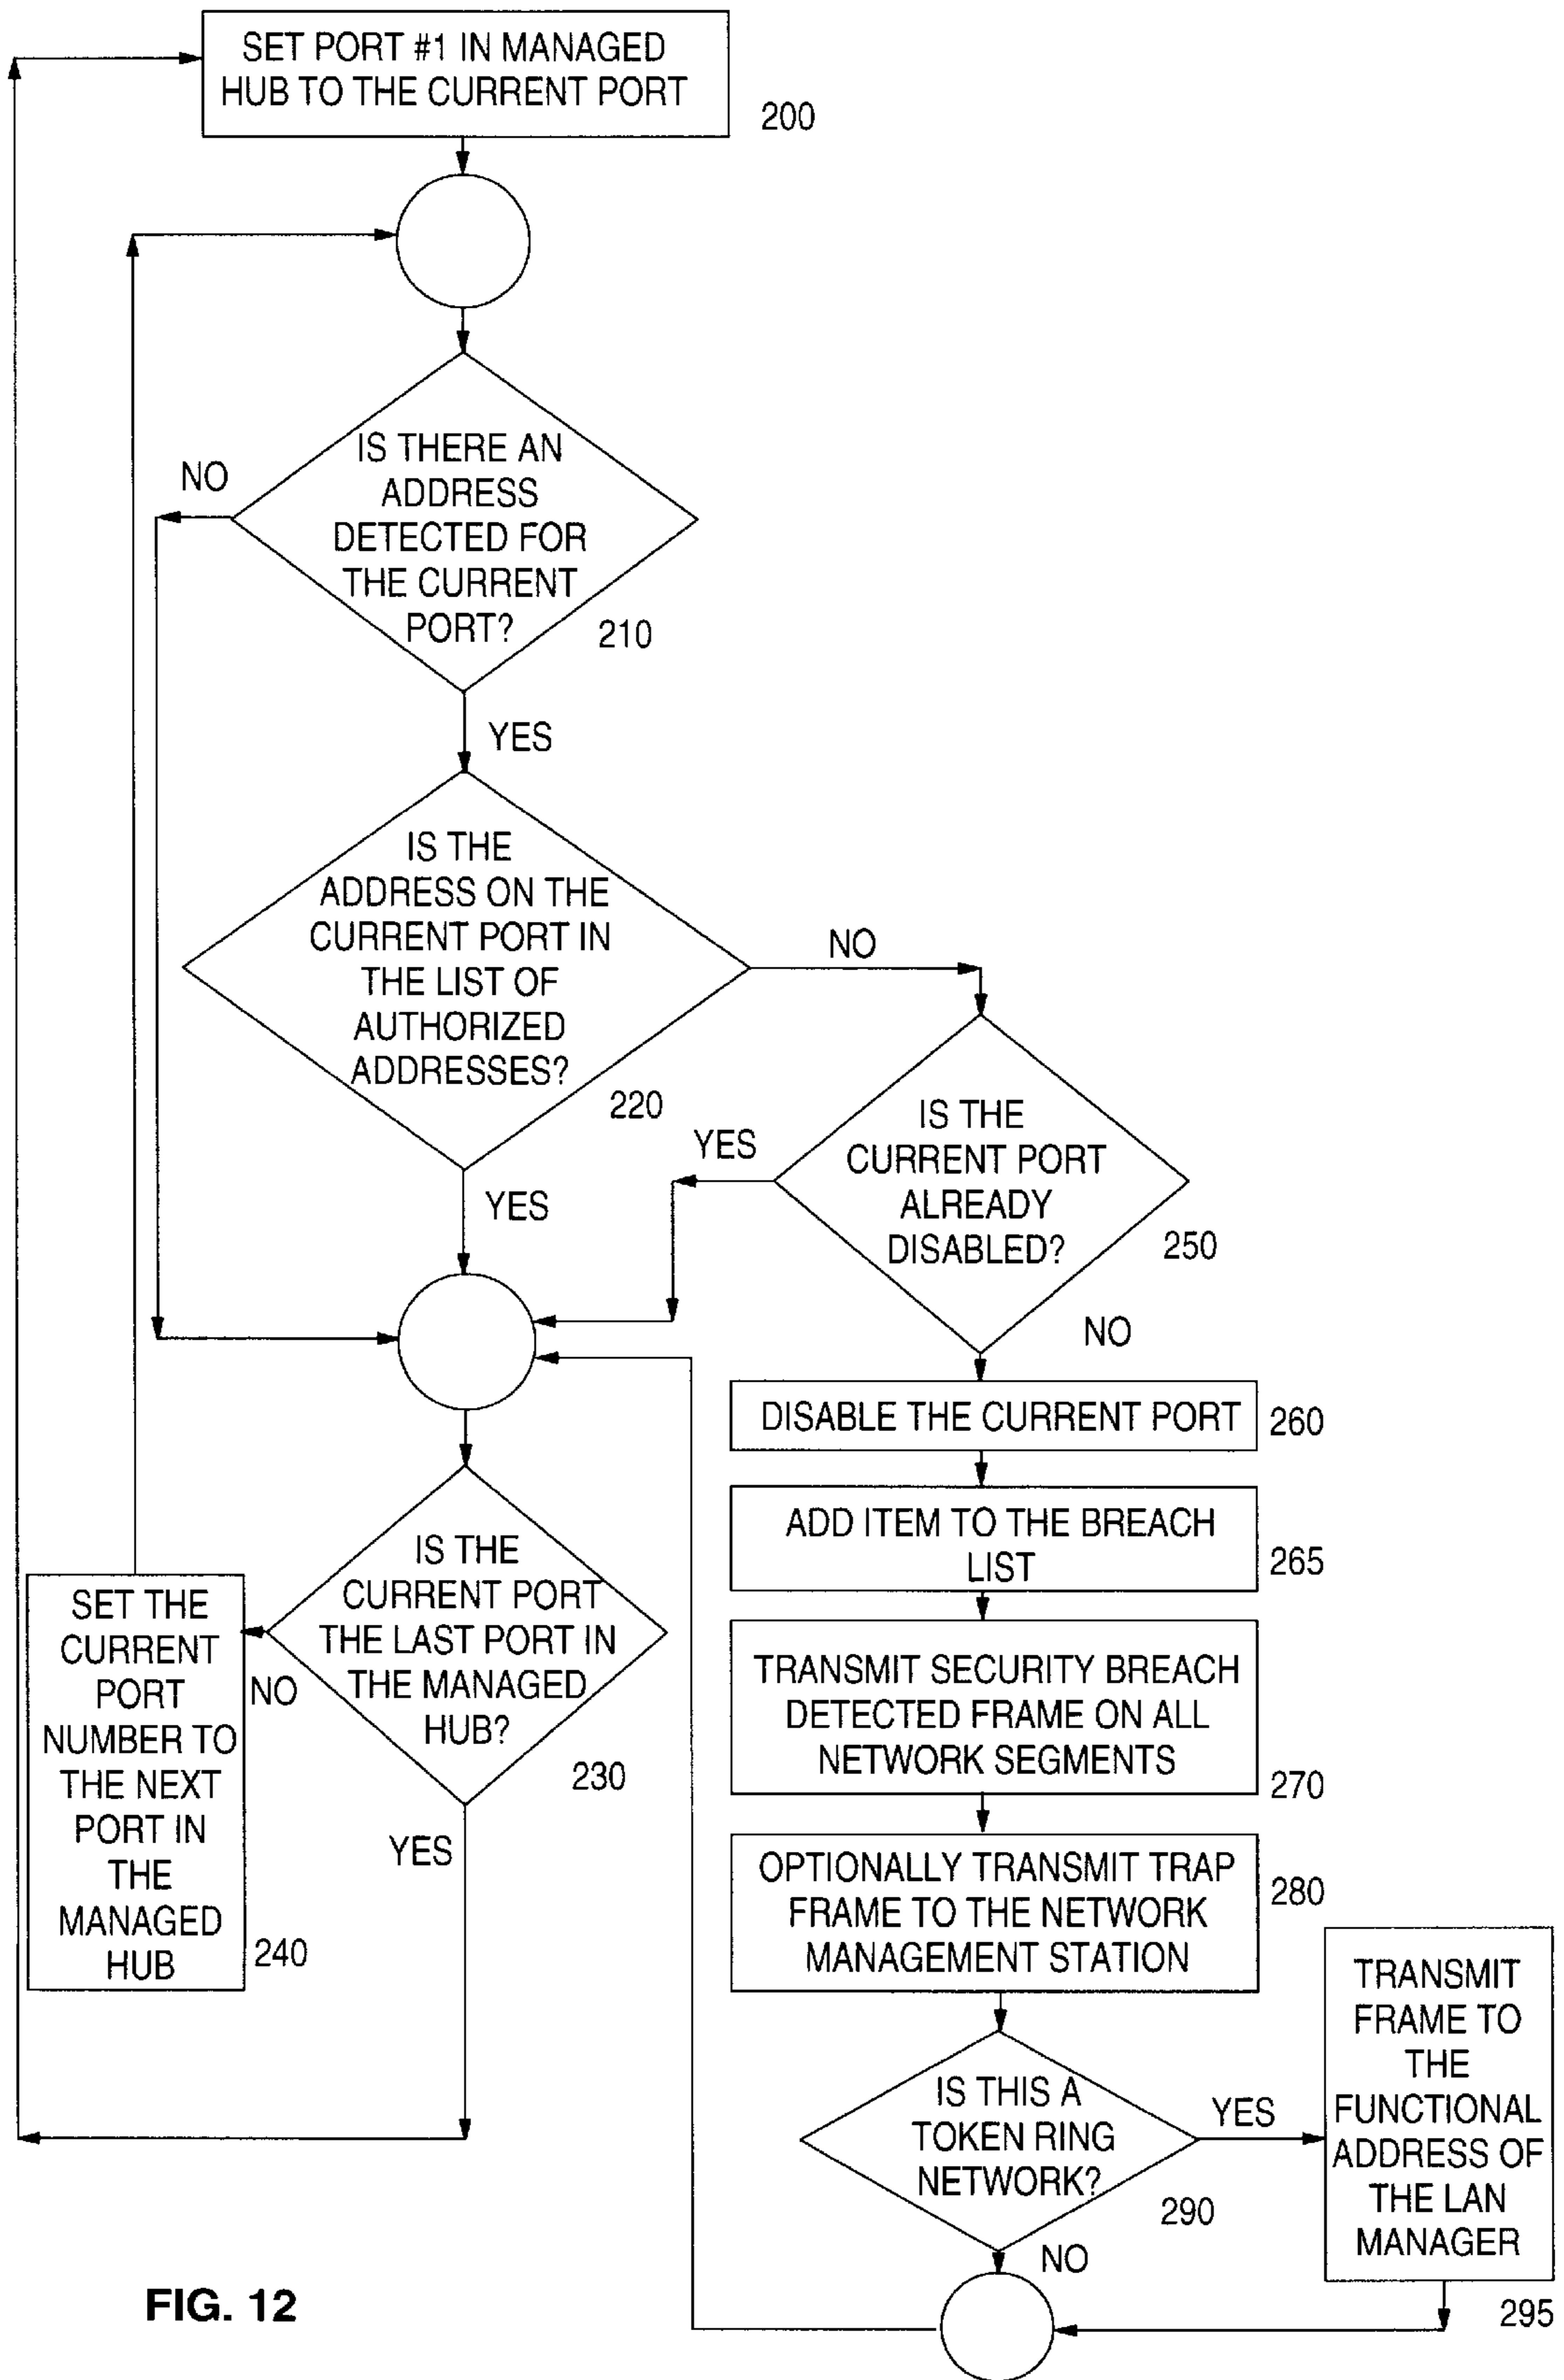 SET PORT #1 IN MANAGED
HUB TO THE CURRENT PORT
200
IS THERE AN
ADDRESS
DETECTED FOR
THE CURRENT
PORT?
210
NO
YES
IS THE
ADDRESS ON THE
CURRENT PORT IN
THE LIST OF
AUTHORIZED
ADDRESSES?
220
NO
YES
IS THE
CURRENT PORT
ALREADY
DISABLED?
250
YES
NO
DISABLE THE CURRENT PORT
260
ADD ITEM TO THE BREACH
LIST
265
TRANSMIT SECURITY BREACH
DETECTED FRAME ON ALL
NETWORK SEGMENTS
270
OPTIONALLY TRANSMIT TRAP
FRAME TO THE NETWORK
MANAGEMENT STATION
280
IS THE
CURRENT PORT
THE LAST PORT IN
THE MANAGED
HUB?
230
NO
YES
SET THE
CURRENT
PORT
NUMBER TO
THE NEXT
PORT IN
THE
MANAGED
HUB
240
IS THIS A
TOKEN RING
NETWORK?
290
YES
NO
TRANSMIT
FRAME TO
THE
FUNCTIONAL
ADDRESS OF
THE LAN
MANAGER
295
FIG. 12